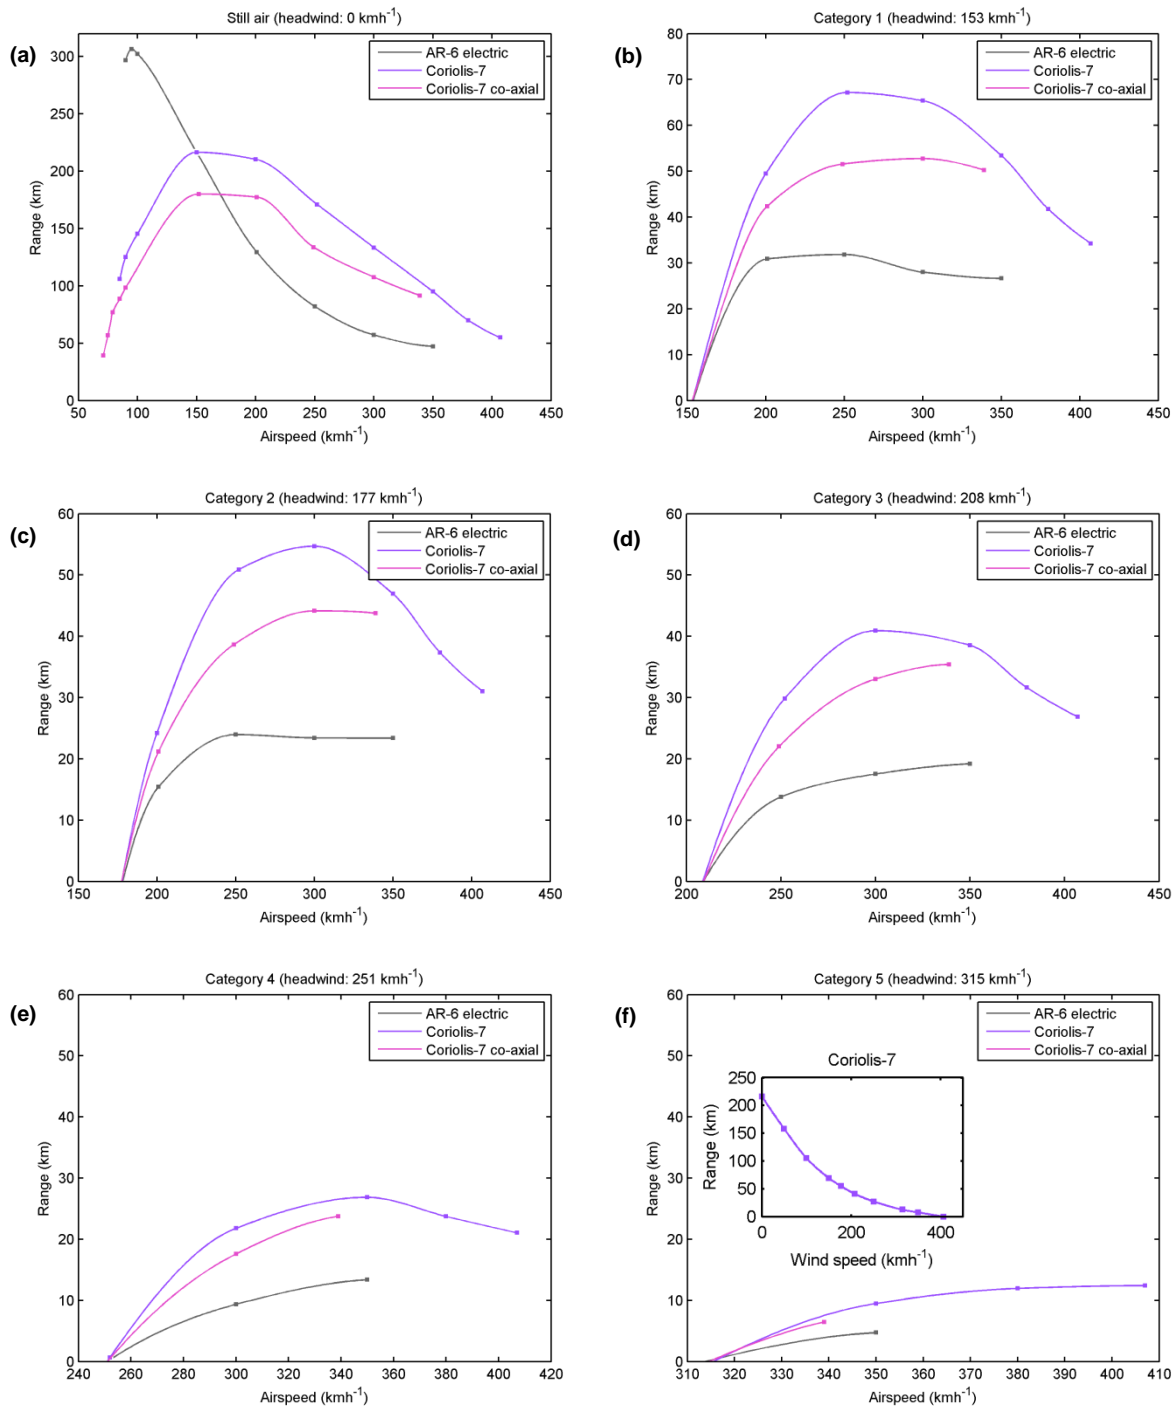 (a)
Still air (headwind: 0 kmh-1)
AR-6 electric
Coriolis-7
Coriolis-7 co-axial
Range (km)
300
250
200
150
100
50
0
50 100 150 200 250 300 350 400 450
Airspeed (kmh-1)
(b)
Category 1 (headwind: 153 kmh-1)
AR-6 electric
Coriolis-7
Coriolis-7 co-axial
Range (km)
80
70
60
50
40
30
20
10
0
150 200 250 300 350 400 450
Airspeed (kmh-1)
(c)
Category 2 (headwind: 177 kmh-1)
AR-6 electric
Coriolis-7
Coriolis-7 co-axial
Range (km)
60
50
40
30
20
10
0
150 200 250 300 350 400 450
Airspeed (kmh-1)
(d)
Category 3 (headwind: 208 kmh-1)
AR-6 electric
Coriolis-7
Coriolis-7 co-axial
Range (km)
60
50
40
30
20
10
0
200 250 300 350 400 450
Airspeed (kmh-1)
(e)
Category 4 (headwind: 251 kmh-1)
AR-6 electric
Coriolis-7
Coriolis-7 co-axial
Range (km)
60
50
40
30
20
10
0
240 260 280 300 320 340 360 380 400 420
Airspeed (kmh-1)
(f)
Category 5 (headwind: 315 kmh-1)
AR-6 electric
Coriolis-7
Coriolis-7 co-axial
Range (km)
60
50
40
30
20
10
0
Coriolis-7
Range (km)
250
200
150
100
50
0
0 200 400
Wind speed (kmh-1)
310 320 330 340 350 360 370 380 390 400 410
Airspeed (kmh-1)